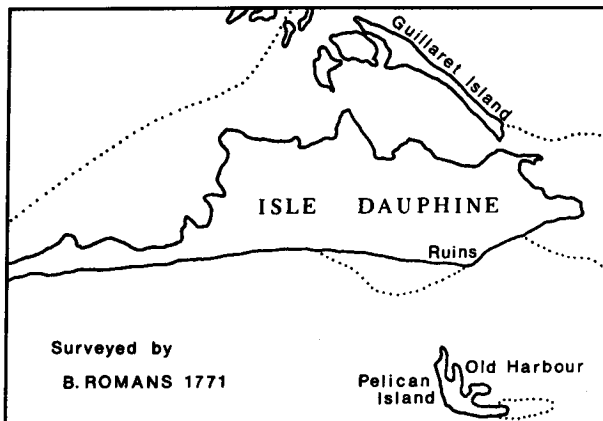 Guillaret Island
ISLE DAUPHINE
Ruins
Surveyed by
B. ROMANS 1771
Old Harbour
Pelican
Island